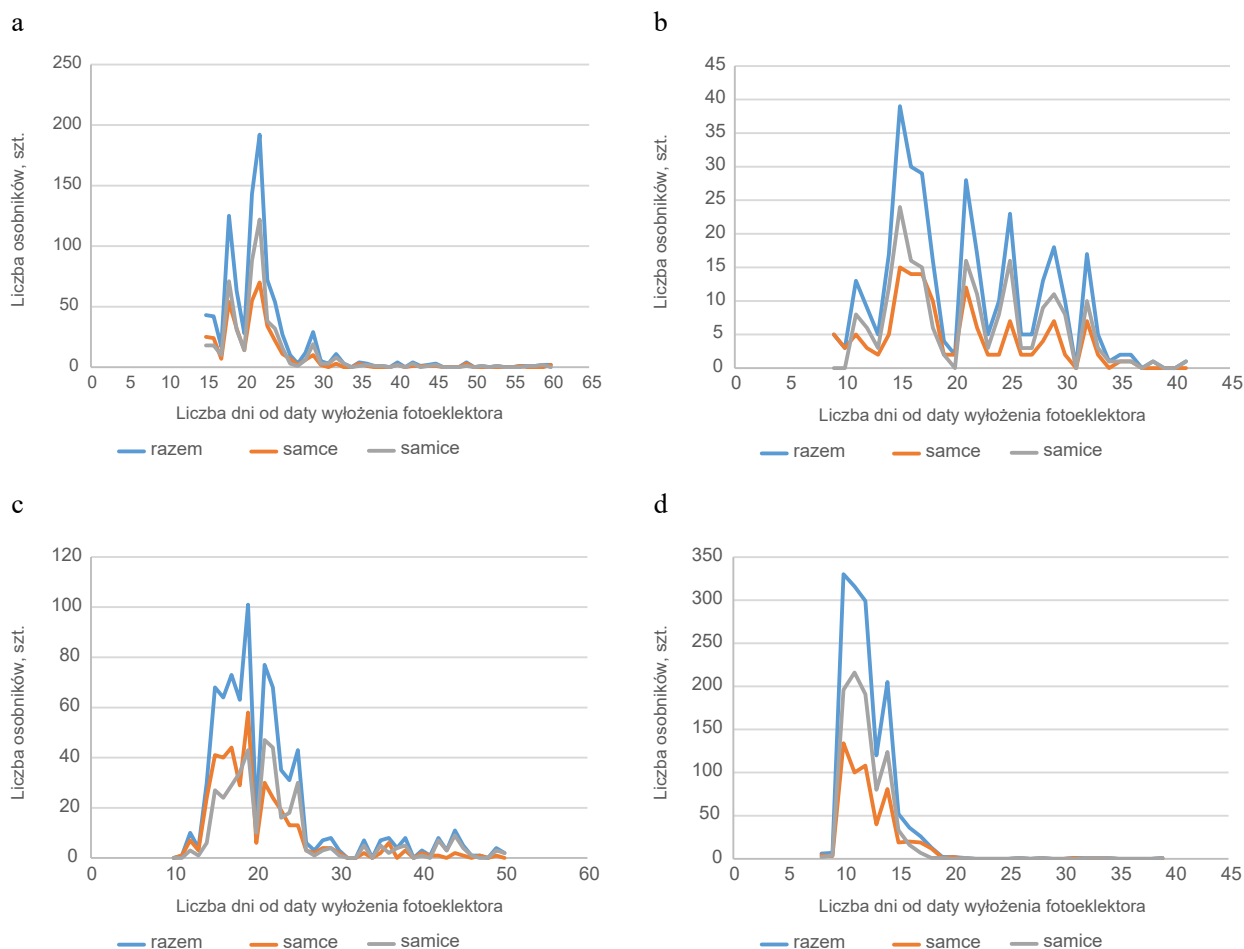 a
250
200
150
100
50
0
0 5 10 15 20 25 30 35 40 45 50 55 60 65
Liczba osobników, szt.
Liczba dni od daty wyłożenia fotoeklektora
razem samce samice
b
45
40
35
30
25
20
15
10
5
0
0 5 10 15 20 25 30 35 40 45
Liczba osobników, szt.
Liczba dni od daty wyłożenia fotoeklektora
razem samce samice
c
120
100
80
60
40
20
0
0 10 20 30 40 50 60
Liczba osobników, szt.
Liczba dni od daty wyłożenia fotoeklektora
razem samce samice
d
350
300
250
200
150
100
50
0
0 5 10 15 20 25 30 35 40 45
Liczba osobników, szt.
Liczba dni od daty wyłożenia fotoeklektora
razem samce samice